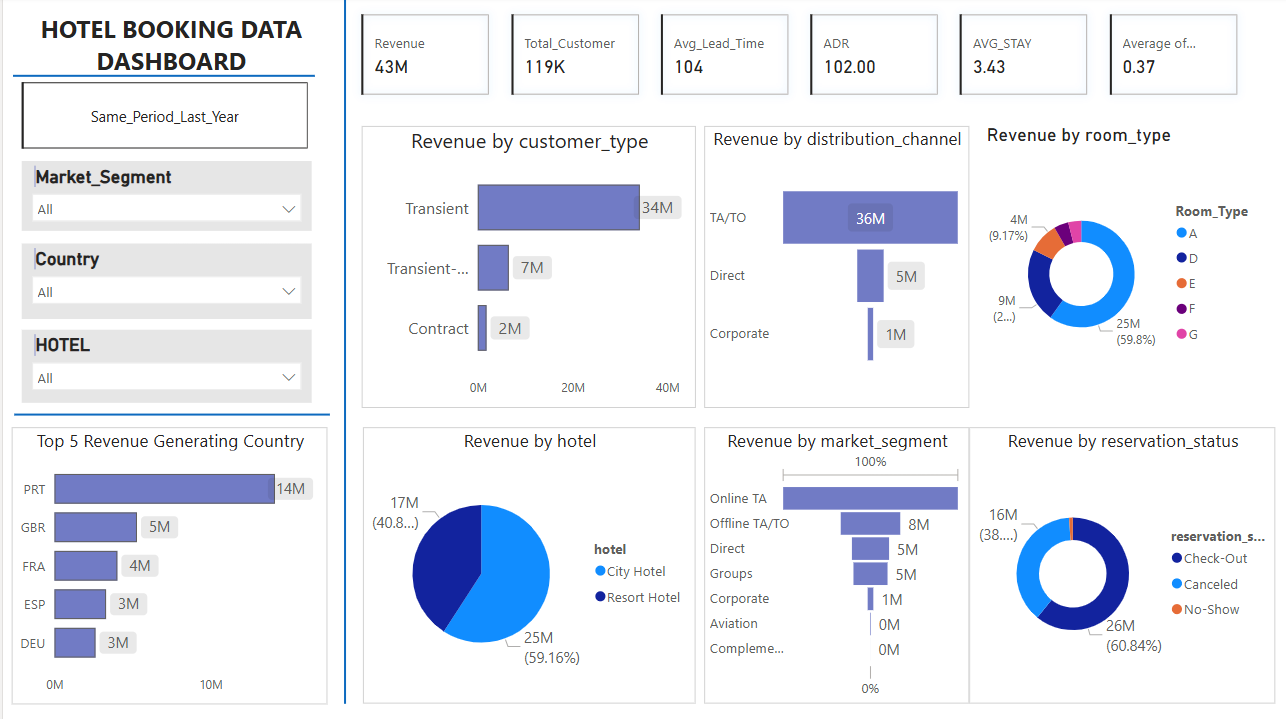 HOTEL BOOKING DATA
DASHBOARD
Same_Period_Last_Year
Market_Segment
All
Country
All
HOTEL
All
Revenue
43M
Total_Customer
119K
Avg_Lead_Time
104
ADR
102.00
AVG_STAY
3.43
Average of...
0.37
Revenue by customer_type
Transient
34M
Transient-...
7M
Contract
2M
0M
20M
40M
Revenue by distribution_channel
TA/TO
36M
Direct
5M
Corporate
1M
Revenue by room_type
4M
(9.17%)
9M
(2...)
25M
(59.8%)
Room_Type
A
D
E
F
G
Top 5 Revenue Generating Country
PRT
14M
GBR
5M
FRA
4M
ESP
3M
DEU
3M
0M
10M
Revenue by hotel
17M
(40.8...)
25M
(59.16%)
hotel
City Hotel
Resort Hotel
Revenue by market_segment
100%
Online TA
Offline TA/TO
8M
Direct
5M
Groups
5M
Corporate
1M
Aviation
0M
Compleme...
0M
0%
Revenue by reservation_status
16M
(38....)
26M
(60.84%)
reservation_s...
Check-Out
Canceled
No-Show